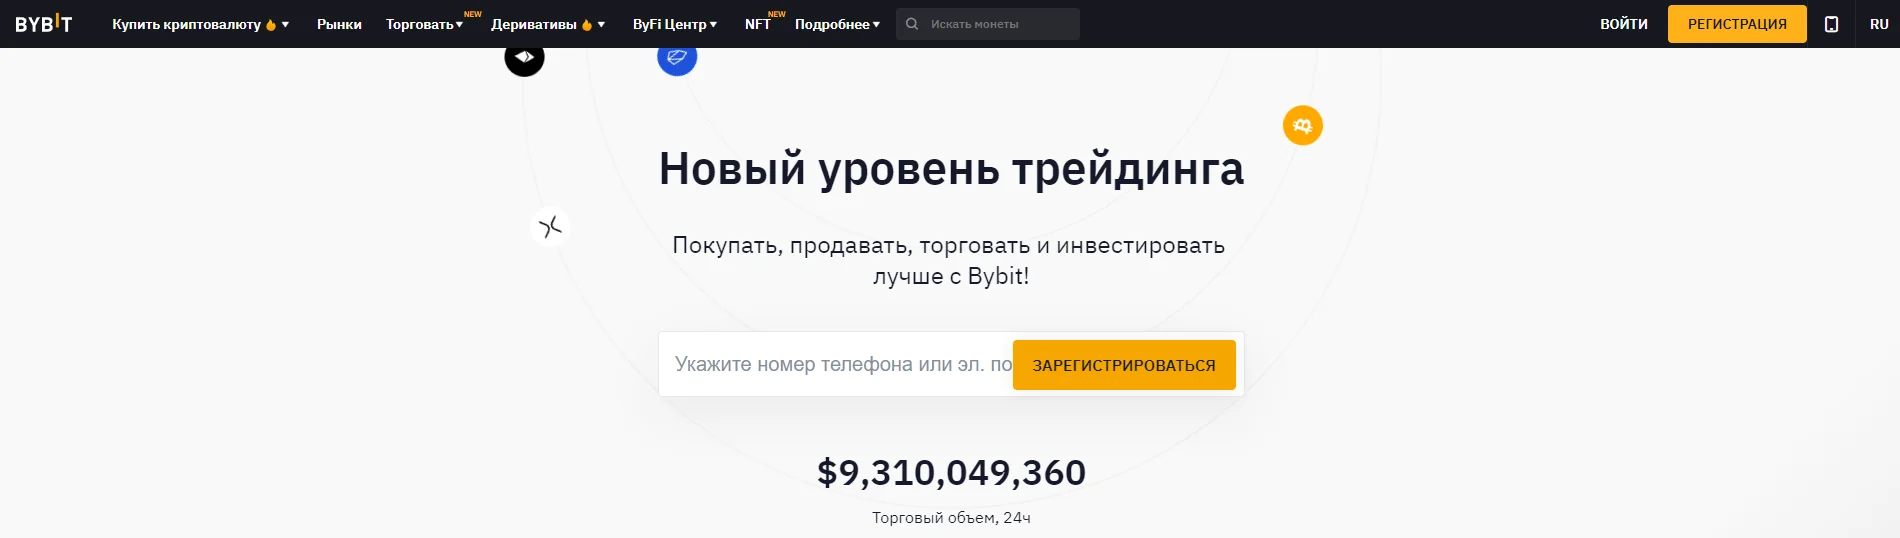 BYBIT Купить криптовалюту Рынки Торговать NEW Деривативы ByFi Центр NFT NEW Подробнее Искать монеты ВОЙТИ РЕГИСТРАЦИЯ RU
Новый уровень трейдинга
Покупать, продавать, торговать и инвестировать
лучше с Bybit!
Укажите номер телефона или эл. по ЗАРЕГИСТРИРОВАТЬСЯ
$9,310,049,360
Торговый объем, 24ч